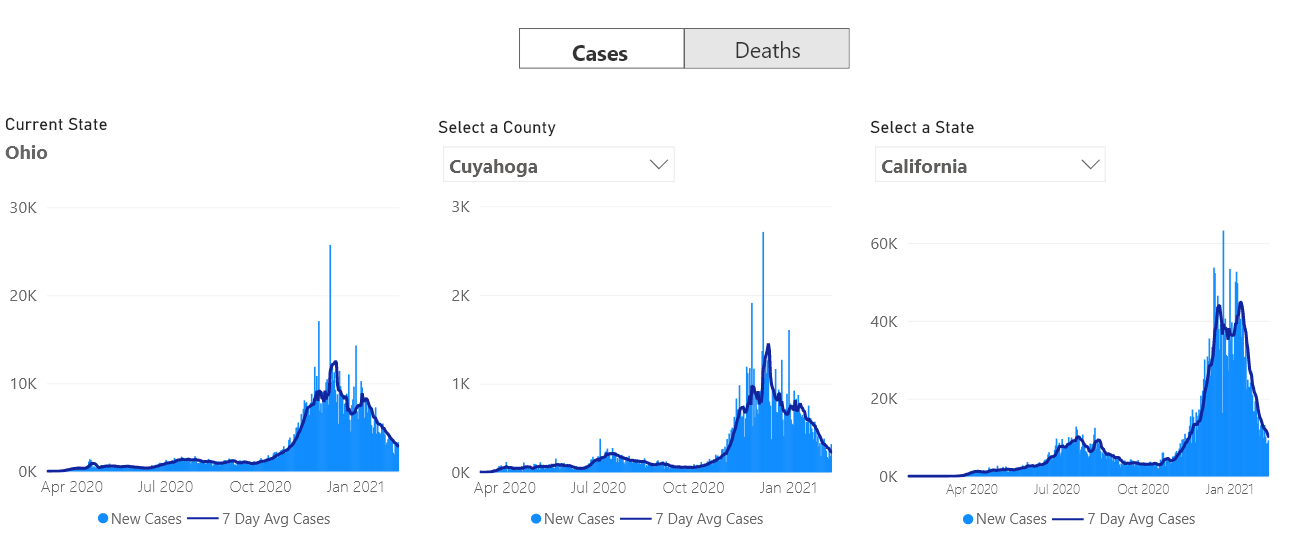 Cases
Deaths
Current State
Ohio
30K
20K
10K
0K
Apr 2020
Jul 2020
Oct 2020
Jan 2021
New Cases
7 Day Avg Cases
Select a County
Cuyahoga
3K
2K
1K
0K
Apr 2020
Jul 2020
Oct 2020
Jan 2021
New Cases
7 Day Avg Cases
Select a State
California
60K
40K
20K
0K
Apr 2020
Jul 2020
Oct 2020
Jan 2021
New Cases
7 Day Avg Cases